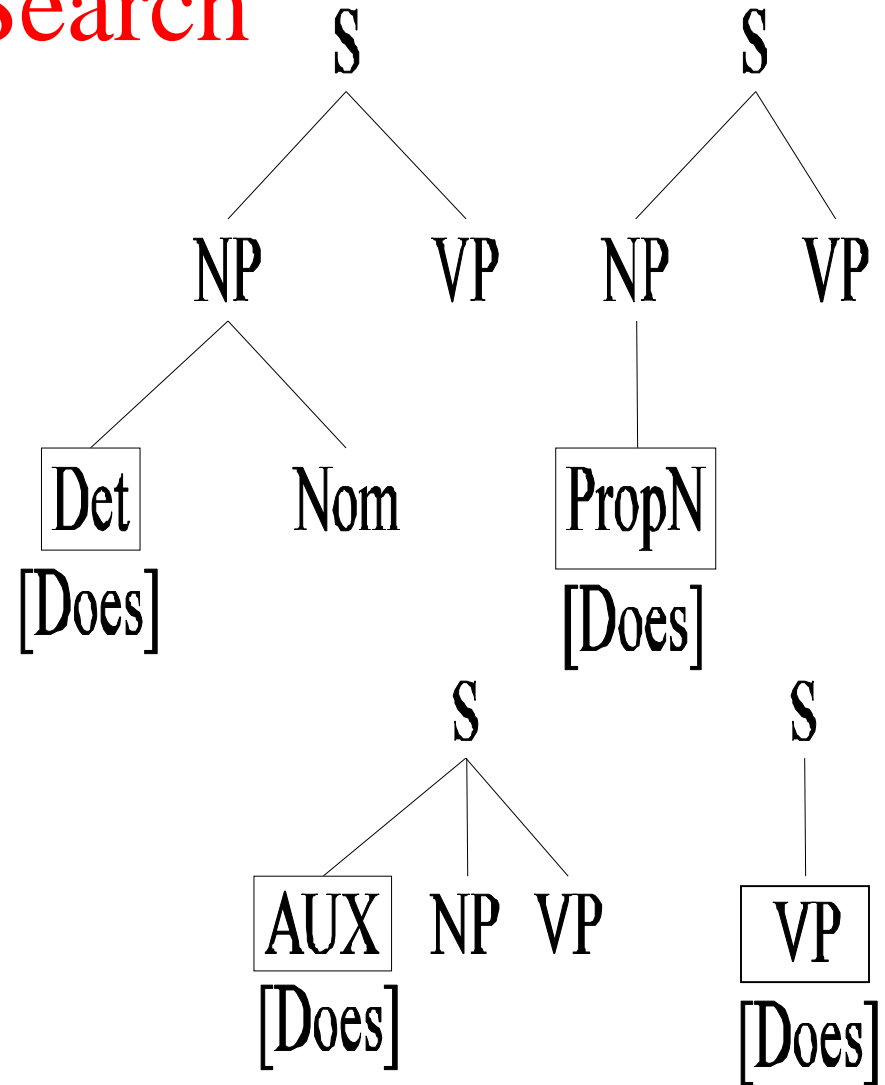 Search
S S
NP VP NP VP
Det Nom PropN
[Does] [Does]
S S
AUX NP VP VP
[Does] [Does]